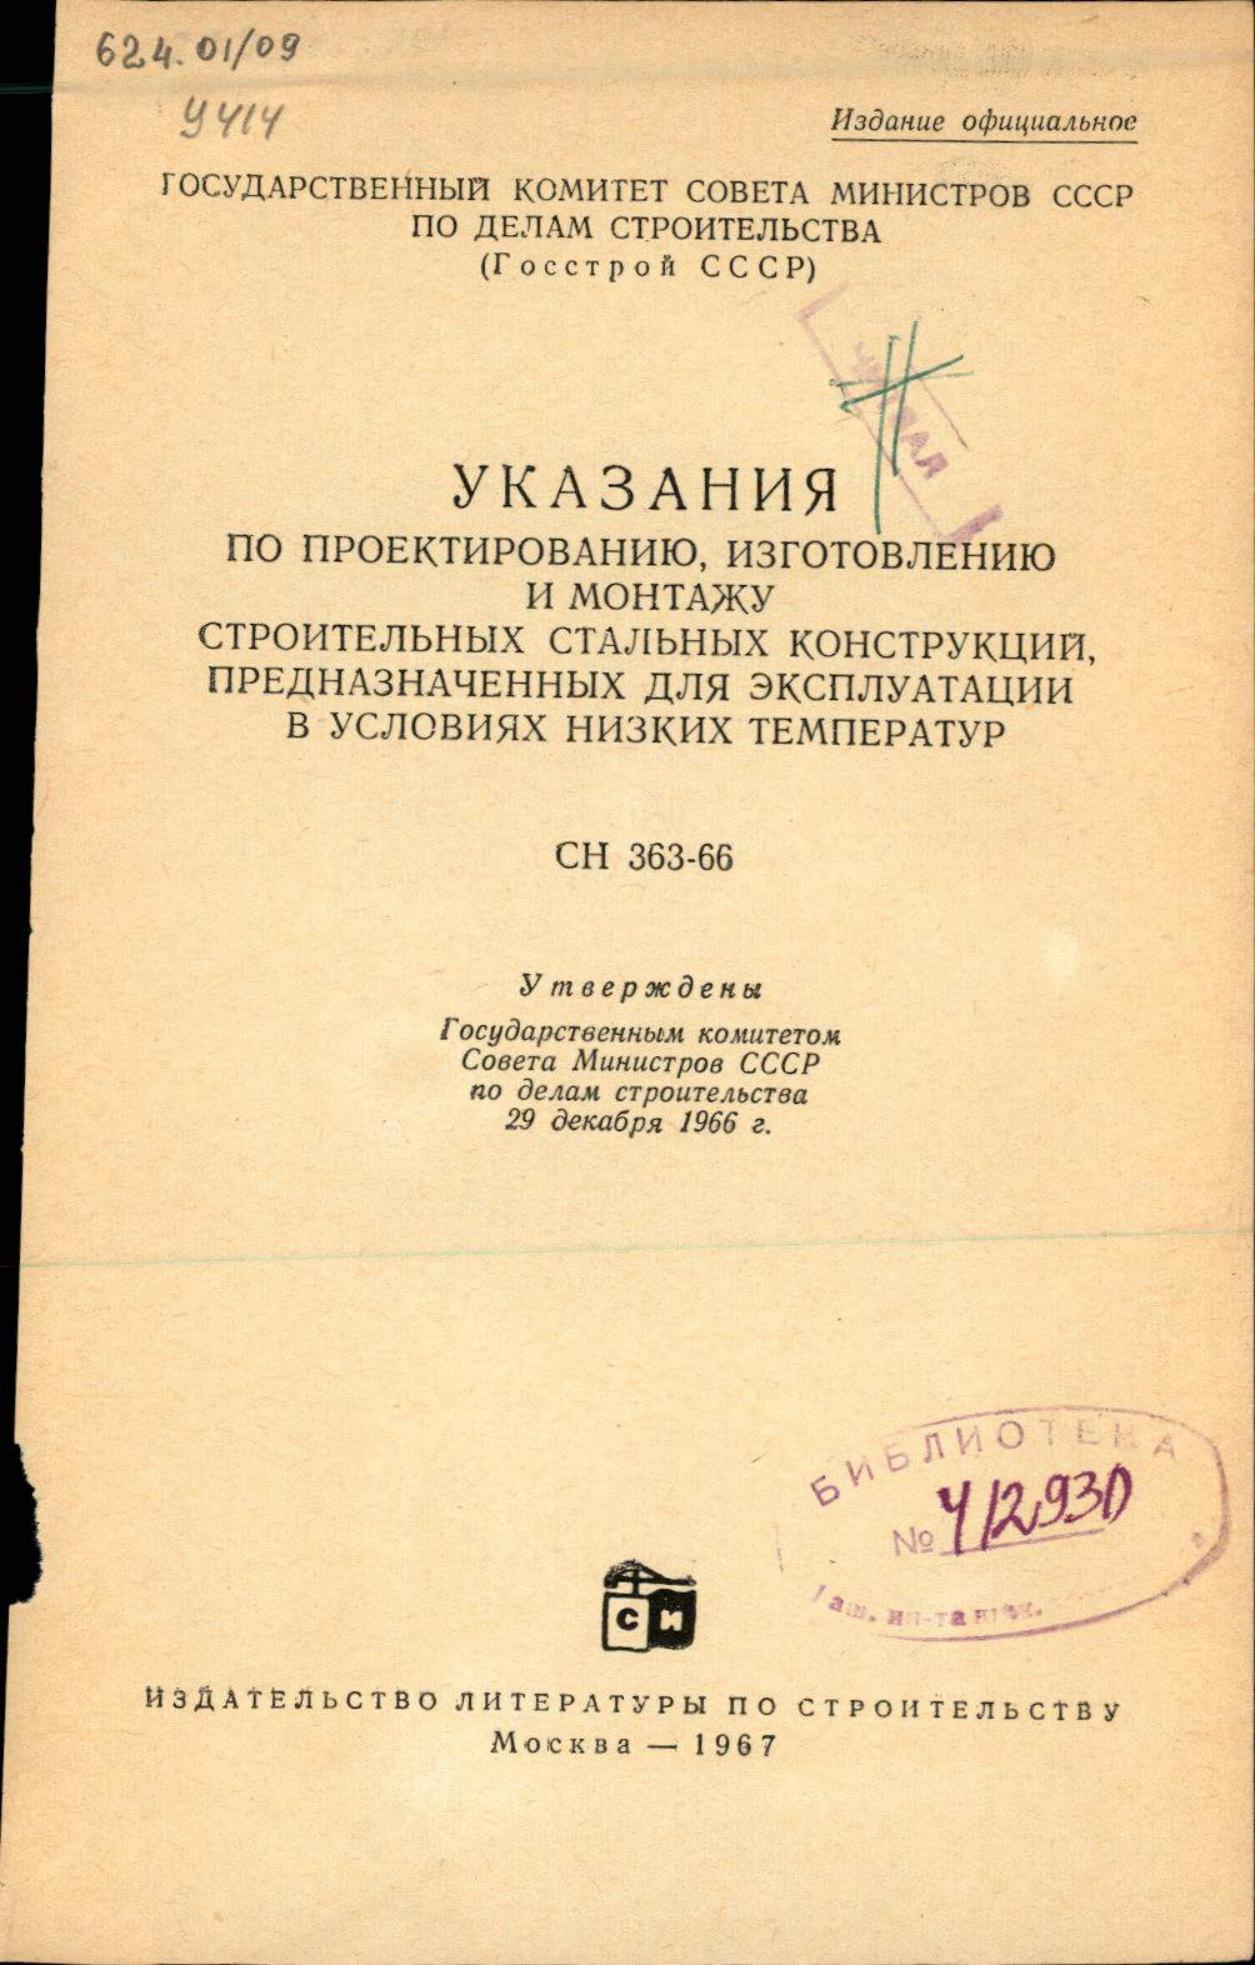 624.01/09
У414
Издание официальное
ГОСУДАРСТВЕННЫЙ КОМИТЕТ СОВЕТА МИНИСТРОВ СССР
ПО ДЕЛАМ СТРОИТЕЛЬСТВА
(Госстрой СССР)
УКАЗАНИЯ
ПО ПРОЕКТИРОВАНИЮ, ИЗГОТОВЛЕНИЮ
И МОНТАЖУ
СТРОИТЕЛЬНЫХ СТАЛЬНЫХ КОНСТРУКЦИЙ,
ПРЕДНАЗНАЧЕННЫХ ДЛЯ ЭКСПЛУАТАЦИИ
В УСЛОВИЯХ НИЗКИХ ТЕМПЕРАТУР
СН 363-66
Утверждены
Государственным комитетом
Совета Министров СССР
по делам строительства
29 декабря 1966 г.
БИБЛИОТЕКА
№ 412930
СИ
ИЗДАТЕЛЬСТВО ЛИТЕРАТУРЫ ПО СТРОИТЕЛЬСТВУ
Москва — 1967